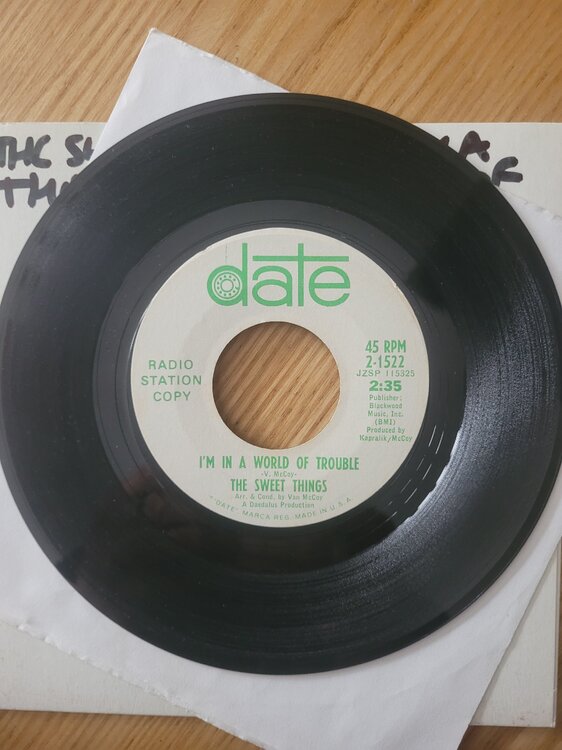 THE
date
RADIO
STATION
COPY
45 RPM
2-1522
JZSP 115325
2:35
Publisher:
Blackwood
Music, Inc.
(BMI)
Produced by
Kapralik/McCoy
I'M IN A WORLD OF TROUBLE
-V. McCoy-
THE SWEET THINGS
Arr. & Cond. by Van McCoy
A Daedalus Production
"DATE" MARCA REG. MADE IN U.S.A.